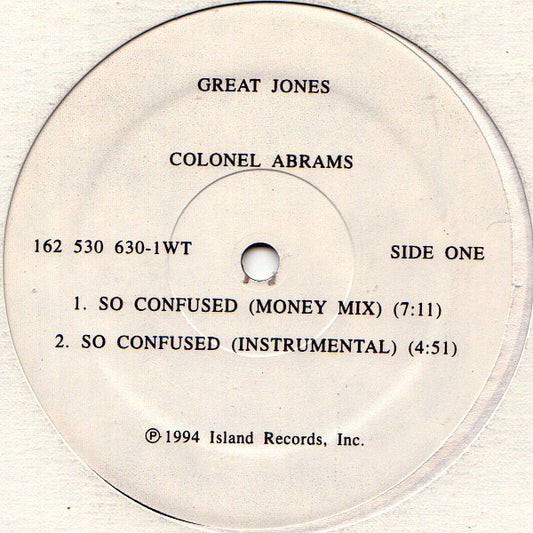 GREAT JONES
COLONEL ABRAMS
162 530 630-1WT
SIDE ONE
1. SO CONFUSED (MONEY MIX) (7:11)
2. SO CONFUSED (INSTRUMENTAL) (4:51)
℗1994 Island Records, Inc.